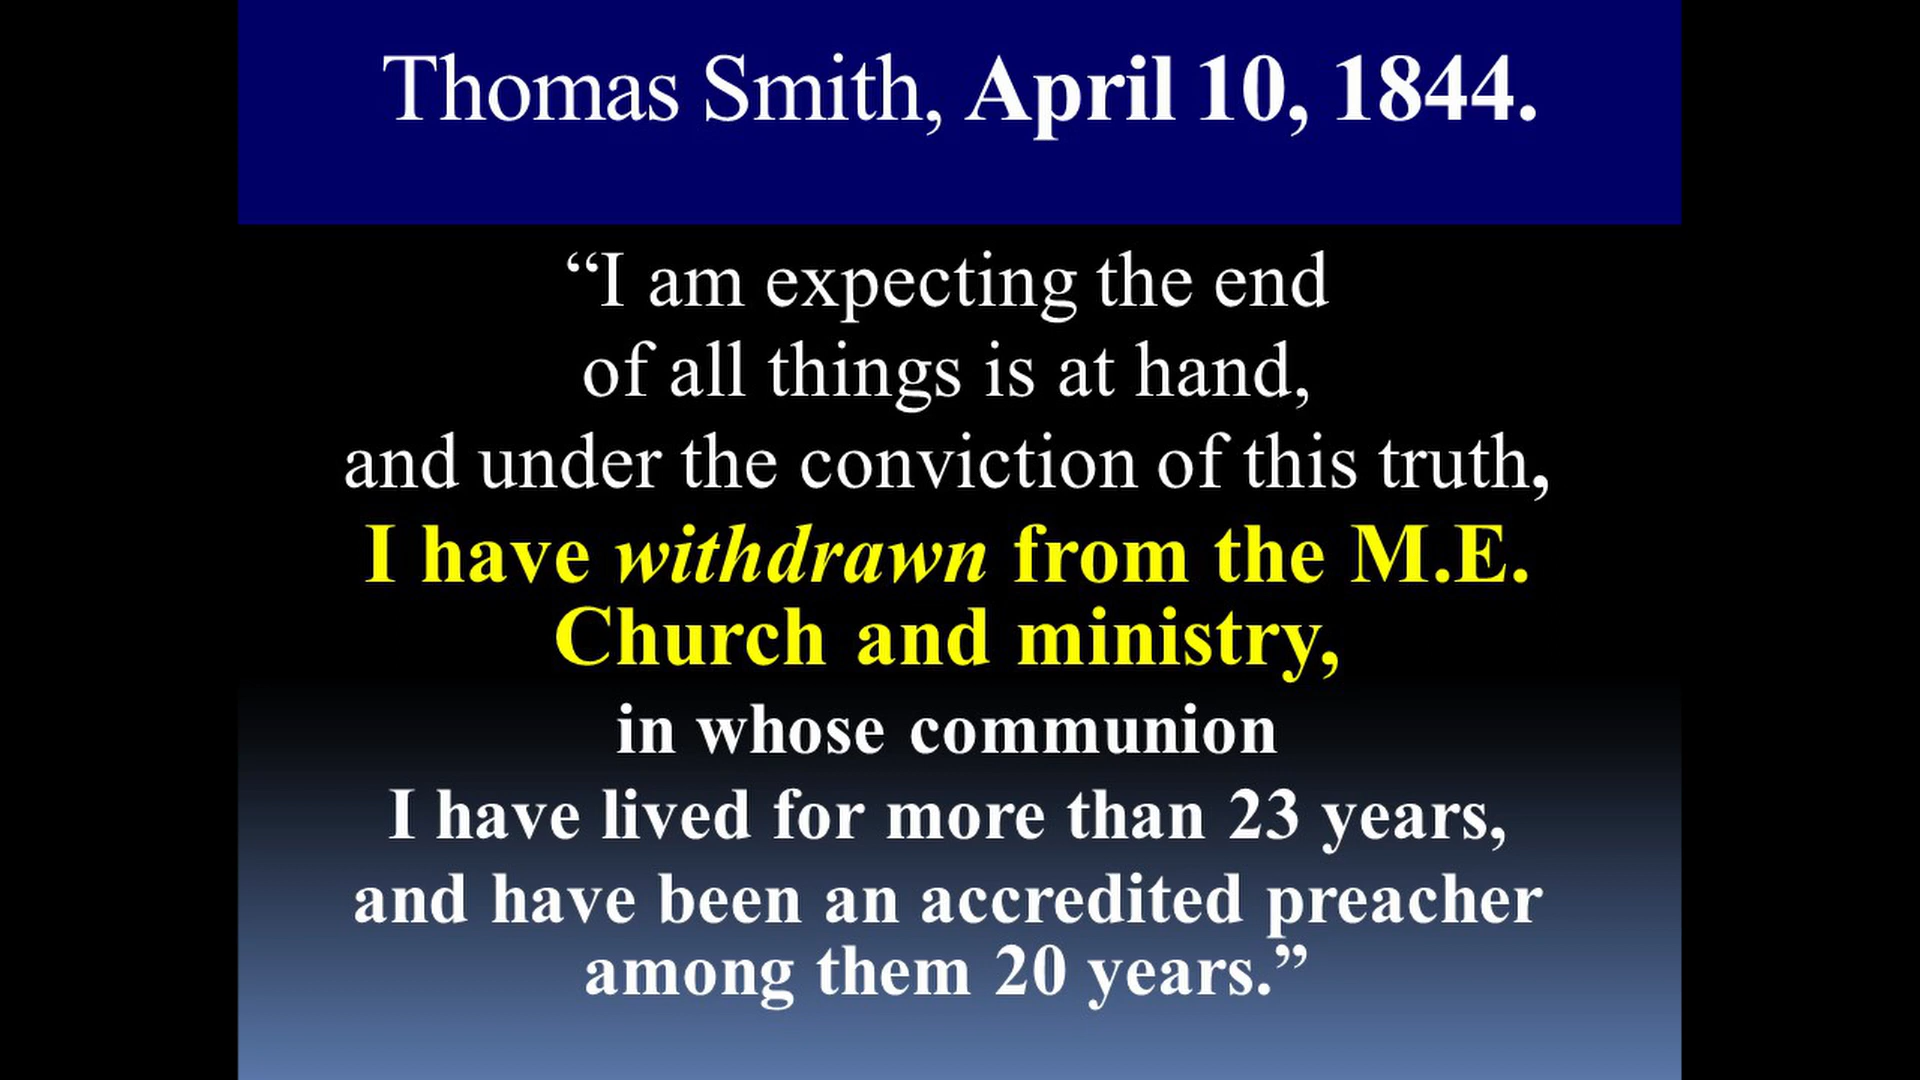 Thomas Smith, April 10, 1844.
“I am expecting the end
of all things is at hand,
and under the conviction of this truth,
I have withdrawn from the M.E.
Church and ministry,
in whose communion
I have lived for more than 23 years,
and have been an accredited preacher
among them 20 years.”